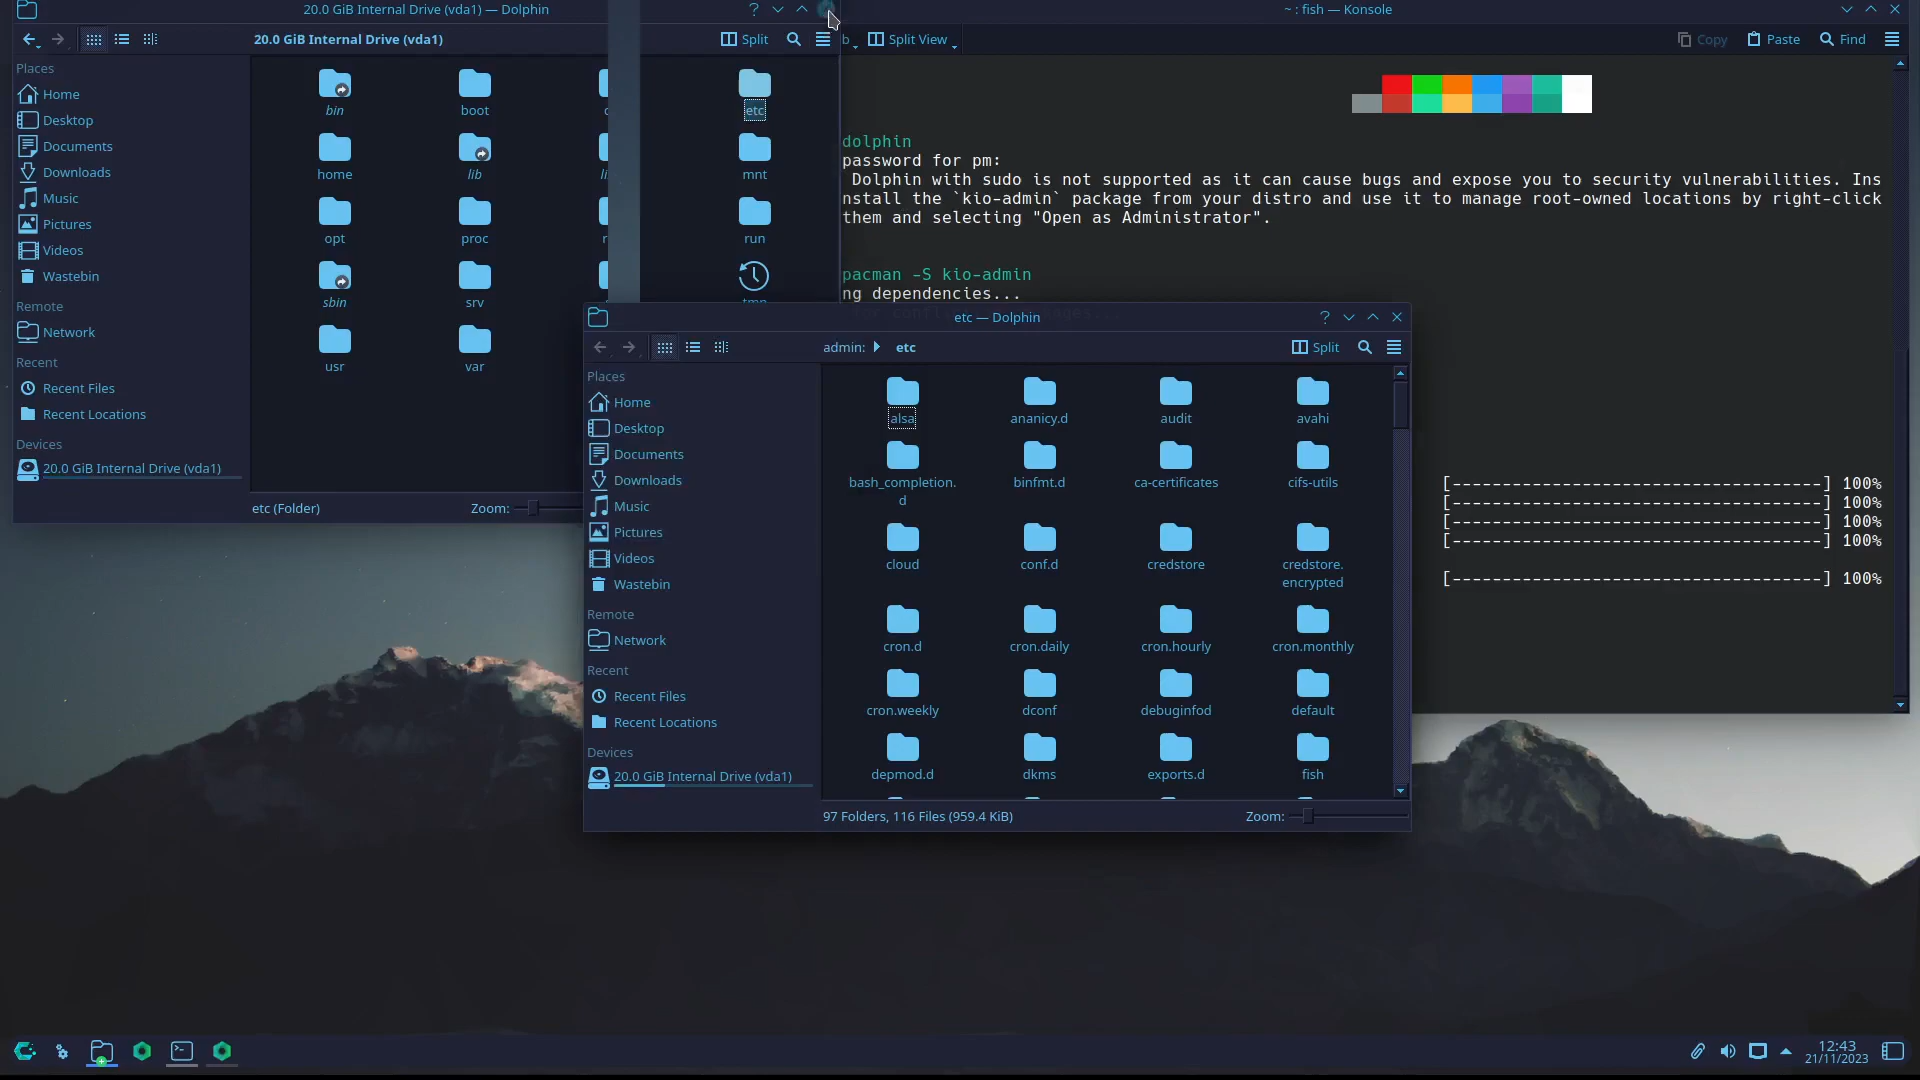 20.0 GiB Internal Drive (vda1) — Dolphin
20.0 GiB Internal Drive (vda1)
Split
Places
Home
Desktop
Documents
Downloads
Music
Pictures
Videos
Wastebin
Remote
Network
Recent
Recent Files
Recent Locations
Devices
20.0 GiB Internal Drive (vda1)
bin
boot
etc
home
lib
mnt
opt
proc
run
sbin
srv
usr
var
etc (Folder)
Zoom:
~ : fish — Konsole
Split View
Copy
Paste
Find
dolphin
password for pm:
Dolphin with sudo is not supported as it can cause bugs and expose you to security vulnerabilities. Ins
nstall the `kio-admin` package from your distro and use it to manage root-owned locations by right-click
them and selecting "Open as Administrator".
pacman -S kio-admin
ng dependencies...
[-------------------------------------] 100%
[-------------------------------------] 100%
[-------------------------------------] 100%
[-------------------------------------] 100%
[-------------------------------------] 100%
etc — Dolphin
admin:
etc
Split
Places
Home
Desktop
Documents
Downloads
Music
Pictures
Videos
Wastebin
Remote
Network
Recent
Recent Files
Recent Locations
Devices
20.0 GiB Internal Drive (vda1)
alsa
ananicy.d
audit
avahi
bash_completion.
d
binfmt.d
ca-certificates
cifs-utils
cloud
conf.d
credstore
credstore.
encrypted
cron.d
cron.daily
cron.hourly
cron.monthly
cron.weekly
dconf
debuginfod
default
depmod.d
dkms
exports.d
fish
97 Folders, 116 Files (959.4 KiB)
Zoom:
12:43
21/11/2023